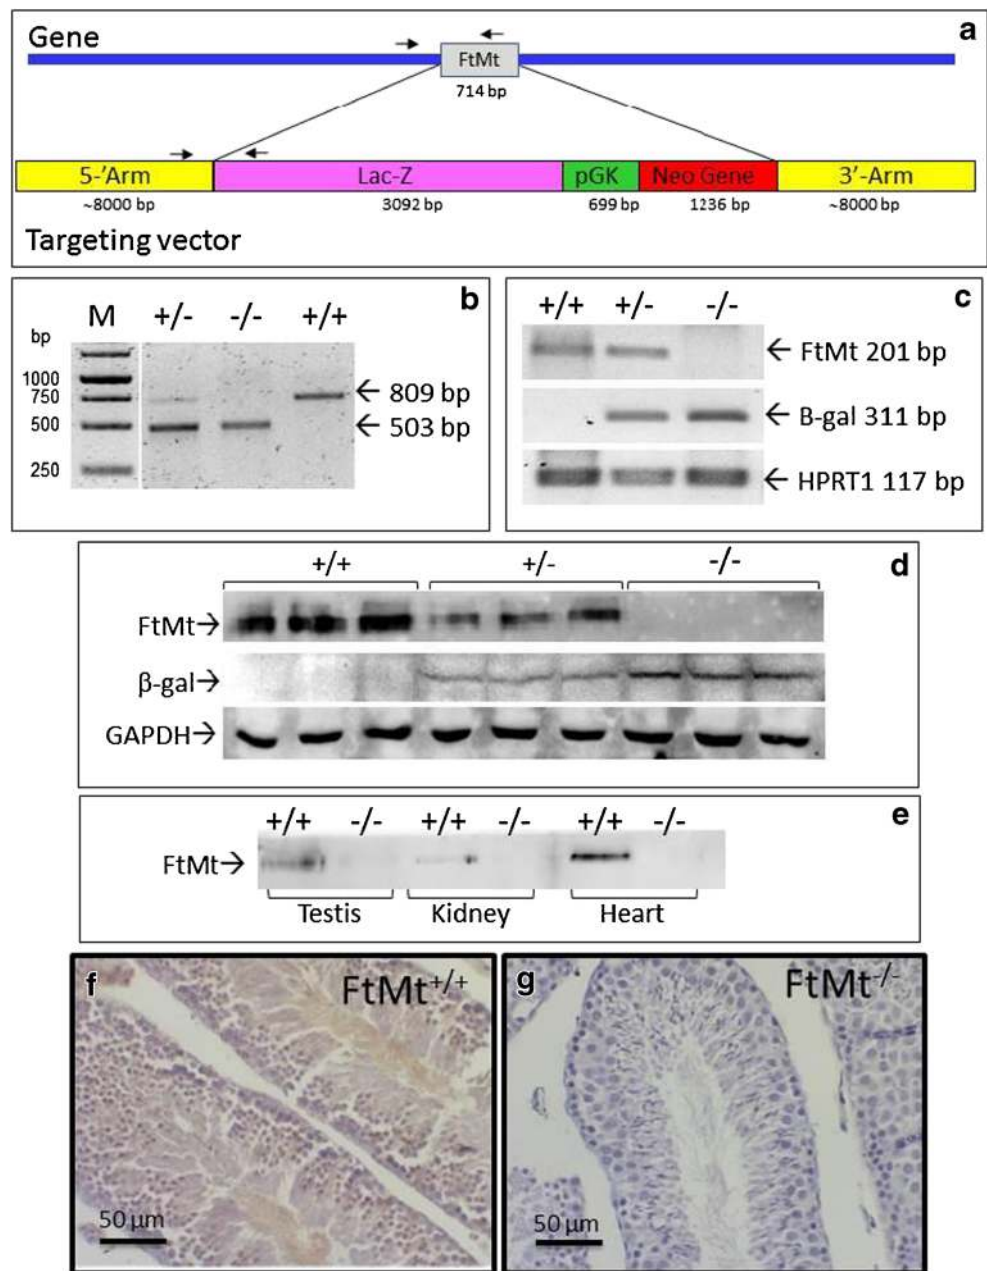 a
Gene
FtMt
714 bp
5-'Arm Lac-Z pGK Neo Gene 3'-Arm
~8000 bp 3092 bp 699 bp 1236 bp ~8000 bp
Targeting vector
b
M +/- -/- +/+
bp
1000
750
500
250
← 809 bp
← 503 bp
c
+/+ +/- -/-
← FtMt 201 bp
← B-gal 311 bp
← HPRT1 117 bp
d
+/+ +/- -/-
FtMt→
β-gal→
GAPDH→
e
+/+ -/- +/+ -/- +/+ -/-
FtMt→
Testis Kidney Heart
f FtMt+/+
50 µm
g FtMt-/-
50 µm